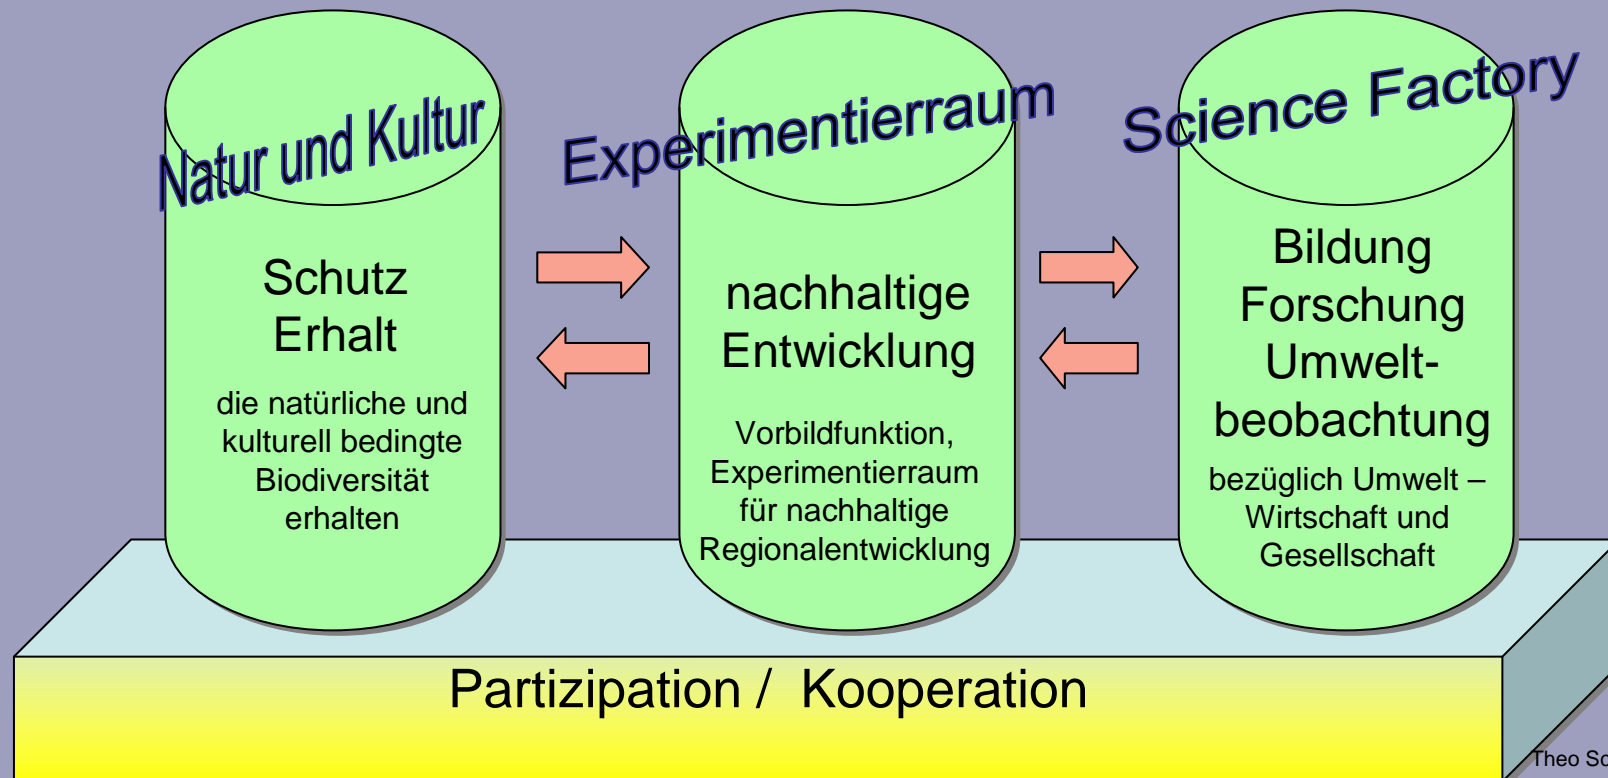 Natur und Kultur
Schutz
Erhalt
die natürliche und
kulturell bedingte
Biodiversität
erhalten
Experimentierraum
nachhaltige
Entwicklung
Vorbildfunktion,
Experimentierraum
für nachhaltige
Regionalentwicklung
Science Factory
Bildung
Forschung
Umwelt-
beobachtung
bezüglich Umwelt –
Wirtschaft und
Gesellschaft
Partizipation / Kooperation
Theo